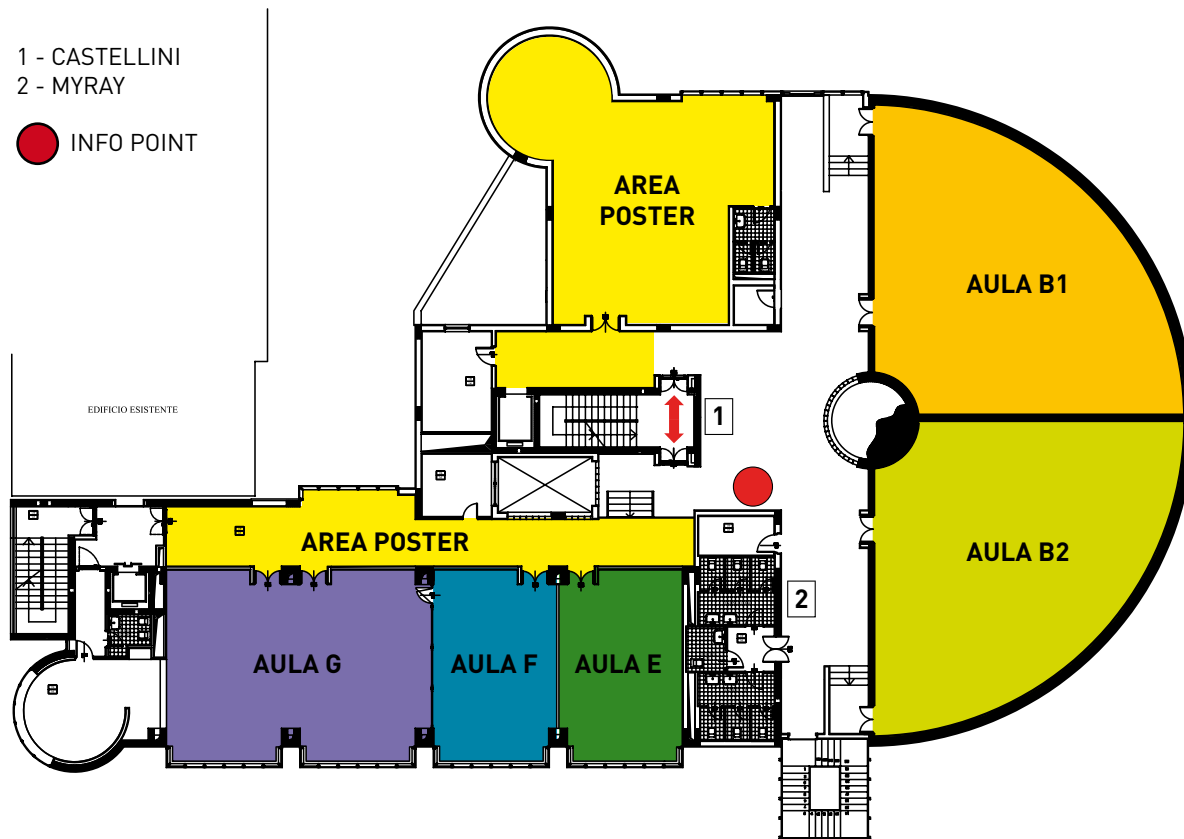 1 - CASTELLINI
2 - MYRAY
INFO POINT
AREA
POSTER
AULA B1
EDIFICIO ESISTENTE
1
AREA POSTER
AULA B2
2
AULA G
AULA F
AULA E